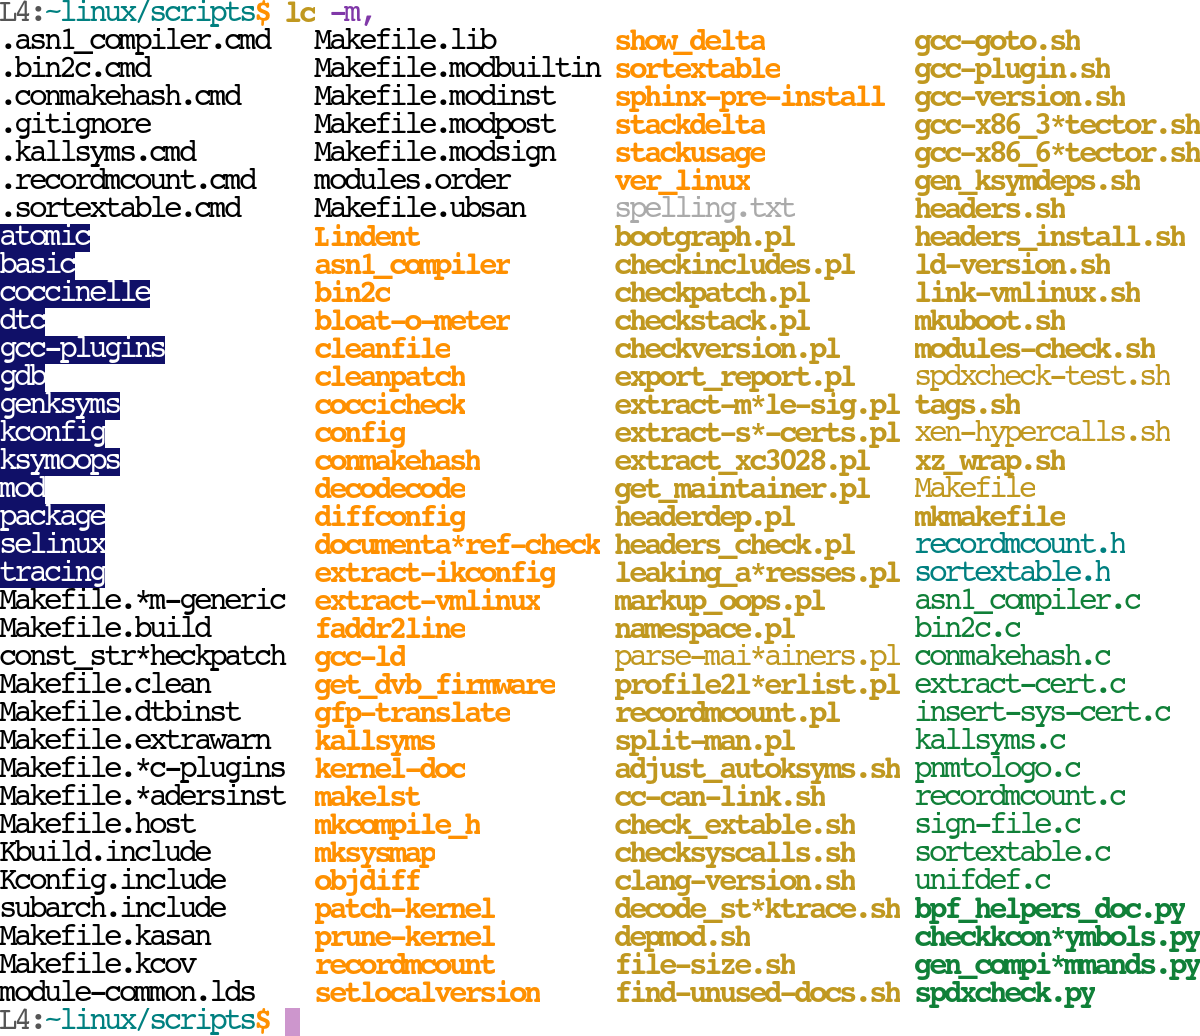 L4:~linux/scripts$ lc -m,
.asn1_compiler.cmd Makefile.lib show_delta gcc-goto.sh
.bin2c.cmd Makefile.modbuiltin sortextable gcc-plugin.sh
.conmakehash.cmd Makefile.modinst sphinx-pre-install gcc-version.sh
.gitignore Makefile.modpost stackdelta gcc-x86_3*tector.sh
.kallsyms.cmd Makefile.modsign stackusage gcc-x86_6*tector.sh
.recordmcount.cmd modules.order ver_linux gen_ksymdeps.sh
.sortextable.cmd Makefile.ubsan spelling.txt headers.sh
atomic Lindent bootgraph.pl headers_install.sh
basic asn1_compiler checkincludes.pl ld-version.sh
coccinelle bin2c checkpatch.pl link-vmlinux.sh
dtc bloat-o-meter checkstack.pl mkuboot.sh
gcc-plugins cleanfile checkversion.pl modules-check.sh
gdb cleanpatch export_report.pl spdxcheck-test.sh
genksyms coccicheck extract-m*le-sig.pl tags.sh
kconfig config extract-s*-certs.pl xen-hypercalls.sh
ksymoops conmakehash extract_xc3028.pl xz_wrap.sh
mod decodecode get_maintainer.pl Makefile
package diffconfig headerdep.pl mkmakefile
selinux documenta*ref-check headers_check.pl recordmcount.h
tracing extract-ikconfig leaking_a*resses.pl sortextable.h
Makefile.*m-generic extract-vmlinux markup_oops.pl asn1_compiler.c
Makefile.build faddr2line namespace.pl bin2c.c
const_str*heckpatch gcc-ld parse-mai*ainers.pl conmakehash.c
Makefile.clean get_dvb_firmware profile2l*erlist.pl extract-cert.c
Makefile.dtbinst gfp-translate recordmcount.pl insert-sys-cert.c
Makefile.extrawarn kallsyms split-man.pl kallsyms.c
Makefile.*c-plugins kernel-doc adjust_autoksyms.sh pnmtologo.c
Makefile.*adersinst makelst cc-can-link.sh recordmcount.c
Makefile.host mkcompile_h check_extable.sh sign-file.c
Kbuild.include mksysmap checksyscalls.sh sortextable.c
Kconfig.include objdiff clang-version.sh unifdef.c
subarch.include patch-kernel decode_st*ktrace.sh bpf_helpers_doc.py
Makefile.kasan prune-kernel depmod.sh checkkcon*ymbols.py
Makefile.kcov recordmcount file-size.sh gen_compi*mmands.py
module-common.lds setlocalversion find-unused-docs.sh spdxcheck.py
L4:~linux/scripts$